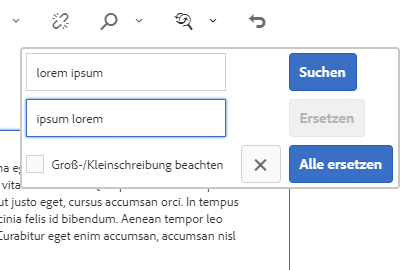 lorem ipsum
Suchen
ipsum lorem
Ersetzen
Groß-/Kleinschreibung beachten
Alle ersetzen
ut justo eget, cursus accumsan orci. In tempus
cinia felis id bibendum. Aenean tempor leo
Curabitur eget enim accumsan, accumsan nisl